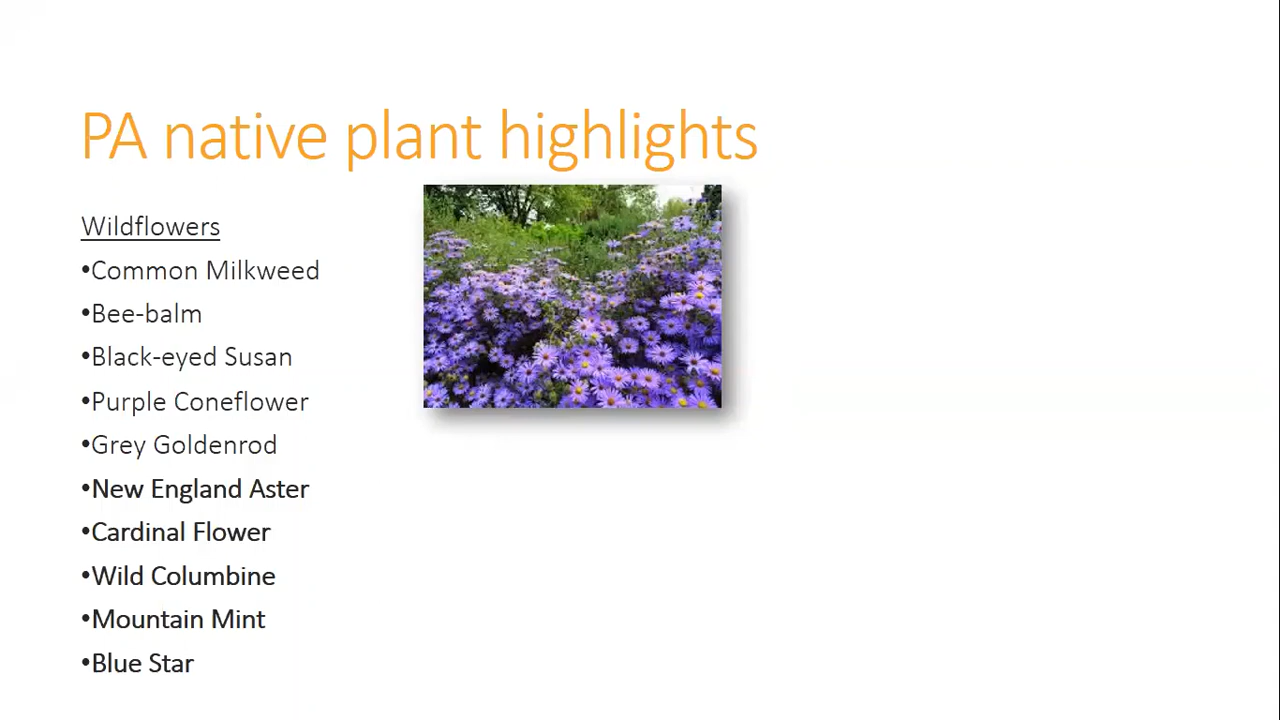 PA native plant highlights
Wildflowers
•Common Milkweed
•Bee-balm
•Black-eyed Susan
•Purple Coneflower
•Grey Goldenrod
•New England Aster
•Cardinal Flower
•Wild Columbine
•Mountain Mint
•Blue Star